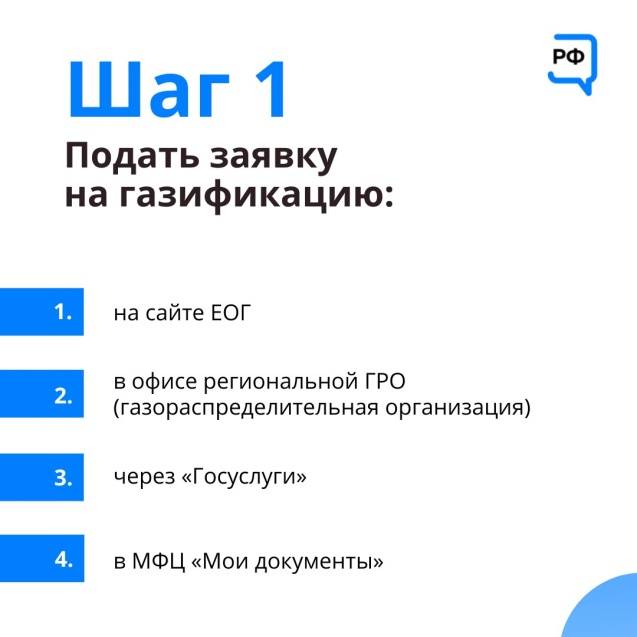 РФ
Шаг 1
Подать заявку
на газификацию:
1. на сайте ЕОГ
2. в офисе региональной ГРО
(газораспределительная организация)
3. через «Госуслуги»
4. в МФЦ «Мои документы»